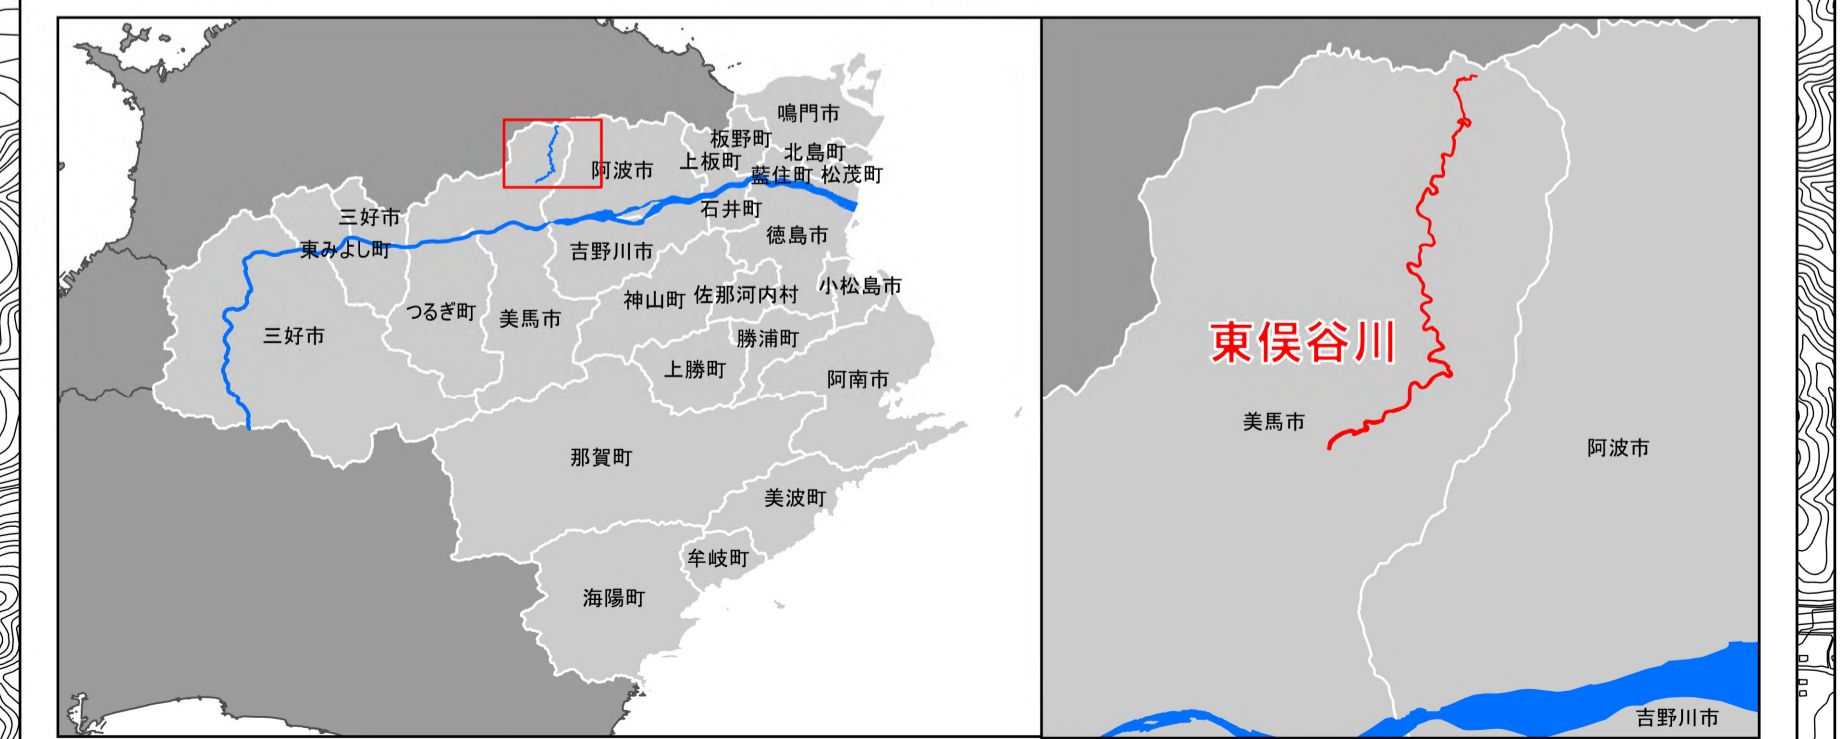 鳴門市
板野町
北島町
上板町
阿波市
藍住町
松茂町
石井町
三好市
徳島市
東みよし町
吉野川市
小松島市
佐那河内村
神山町
つるぎ町
美馬市
三好市
勝浦町
上勝町
阿南市
那賀町
美波町
牟岐町
海陽町
東俣谷川
美馬市
阿波市
吉野川市